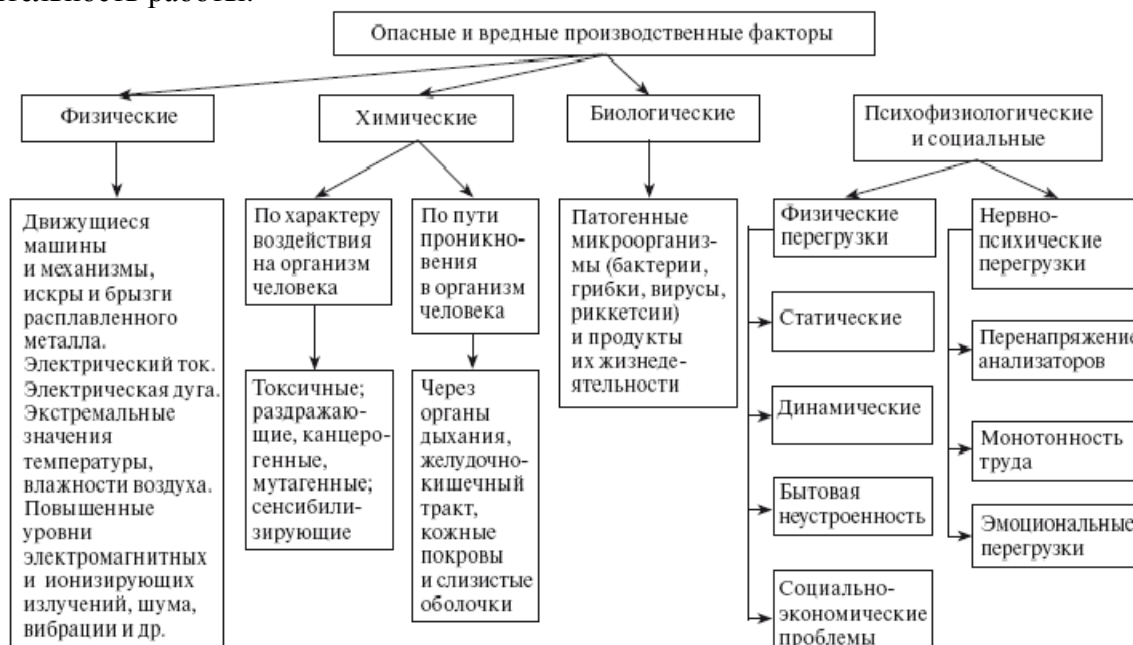 работы.
Опасные и вредные производственные факторы
Физические
Химические
Биологические
Психофизиологические
и социальные
Движущиеся
машины
и механизмы,
искры и брызги
расплавленного
металла.
Электрический ток.
Электрическая дуга.
Экстремальные
значения
температуры,
влажности воздуха.
Повышенные
уровни
электромагнитных
и ионизирующих
излучений, шума,
вибрации и др.
По характеру
воздействия
на организм
человека
Токсичные;
раздражаю-
щие, канцеро-
генные,
мутагенные;
сенсибили-
зирующие
По пути
проникно-
вения
в организм
человека
Через
органы
дыхания,
желудочно-
кишечный
тракт,
кожные
покровы
и слизистые
оболочки
Патогенные
микроорганиз-
мы (бактерии,
грибки, вирусы,
риккетсии)
и продукты
их жизнеде-
ятельности
Физические
перегрузки
Статические
Динамические
Бытовая
неустроенность
Социально-
экономические
проблемы
Нервно-
психические
перегрузки
Перенапряжение
анализаторов
Монотонность
труда
Эмоциональные
перегрузки